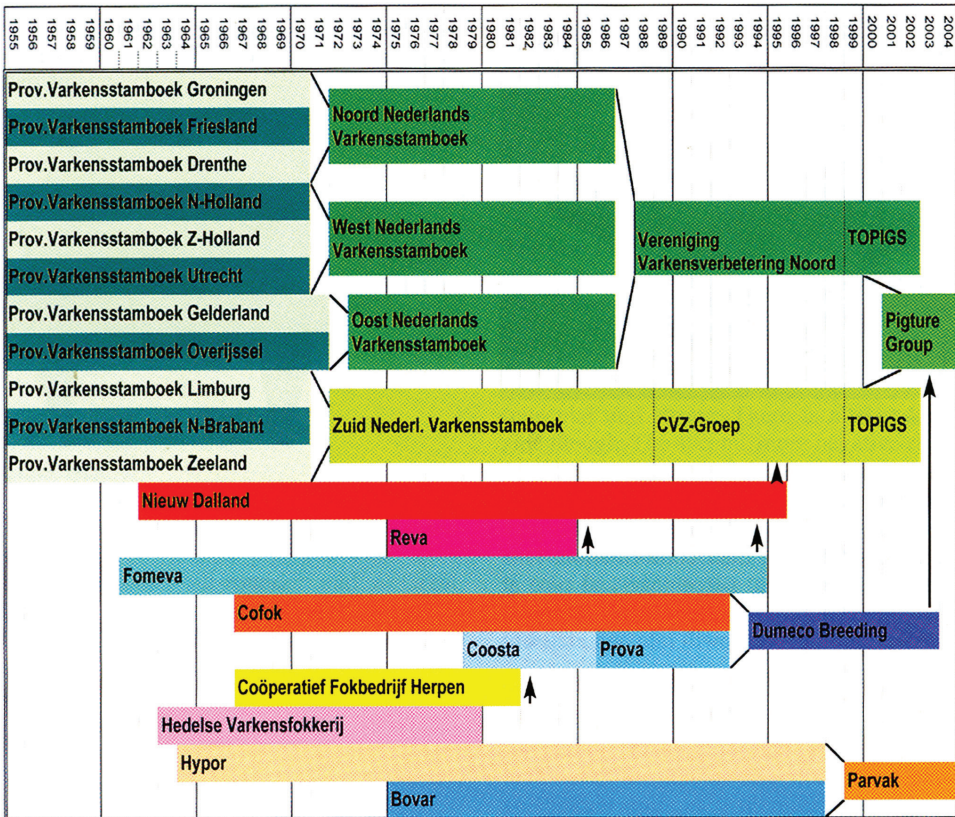 1955 1956 1957 1958 1959 1960 1961 1962 1963 1964 1965 1966 1967 1968 1969 1970 1971 1972 1973 1974 1975 1976 1977 1978 1979 1980 1981 1982 1983 1984 1985 1986 1987 1988 1989 1990 1991 1992 1993 1994 1995 1996 1997 1998 1999 2000 2001 2002 2003 2004
Prov.Varkensstamboek Groningen
Prov.Varkensstamboek Friesland
Prov.Varkensstamboek Drenthe
Prov.Varkensstamboek N-Holland
Prov.Varkensstamboek Z-Holland
Prov.Varkensstamboek Utrecht
Prov.Varkensstamboek Gelderland
Prov.Varkensstamboek Overijssel
Prov.Varkensstamboek Limburg
Prov.Varkensstamboek N-Brabant
Prov.Varkensstamboek Zeeland
Noord Nederlands
Varkensstamboek
West Nederlands
Varkensstamboek
Oost Nederlands
Varkensstamboek
Vereniging
Varkensverbetering Noord
TOPIGS
Pigture
Group
Zuid Nederl. Varkensstamboek
CVZ-Groep
TOPIGS
Nieuw Dalland
Reva
Fomeva
Cofok
Coosta
Prova
Dumeco Breeding
Coöperatief Fokbedrijf Herpen
Hedelse Varkensfokkerij
Hypor
Bovar
Parvak